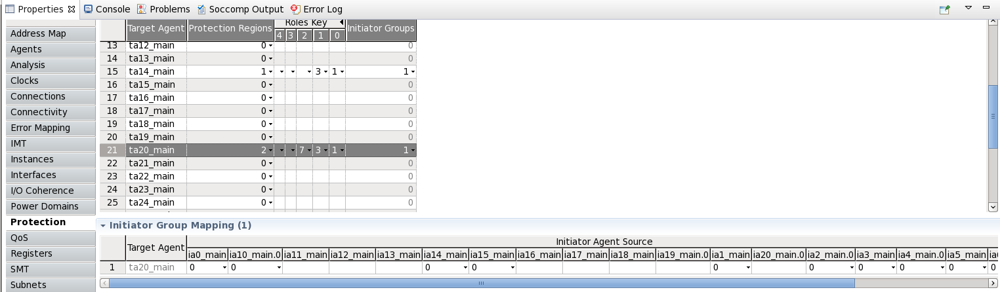 Properties Console Problems Soccomp Output Error Log
Address Map
Agents
Analysis
Clocks
Connections
Connectivity
Error Mapping
IMT
Instances
Interfaces
I/O Coherence
Power Domains
Protection
QoS
Registers
SMT
Subnets
Target Agent Protection Regions Roles Key Initiator Groups
4 3 2 1 0
13 ta12_main 0 0
14 ta13_main 0 0
15 ta14_main 1 3 1 1
16 ta15_main 0 0
17 ta16_main 0 0
18 ta17_main 0 0
19 ta18_main 0 0
20 ta19_main 0 0
21 ta20_main 2 7 3 1 1
22 ta21_main 0 0
23 ta22_main 0 0
24 ta23_main 0 0
25 ta24_main 0 0
Initiator Group Mapping (1)
Target Agent Initiator Agent Source
ia0_main ia10_main.0 ia11_main ia12_main ia13_main ia14_main ia15_main ia16_main ia17_main ia18_main ia19_main.0 ia1_main ia20_main.0 ia2_main.0 ia3_main ia4_main.0 ia5_main
1 ta20_main 0 0 0 0 0 0 0 0 0 0